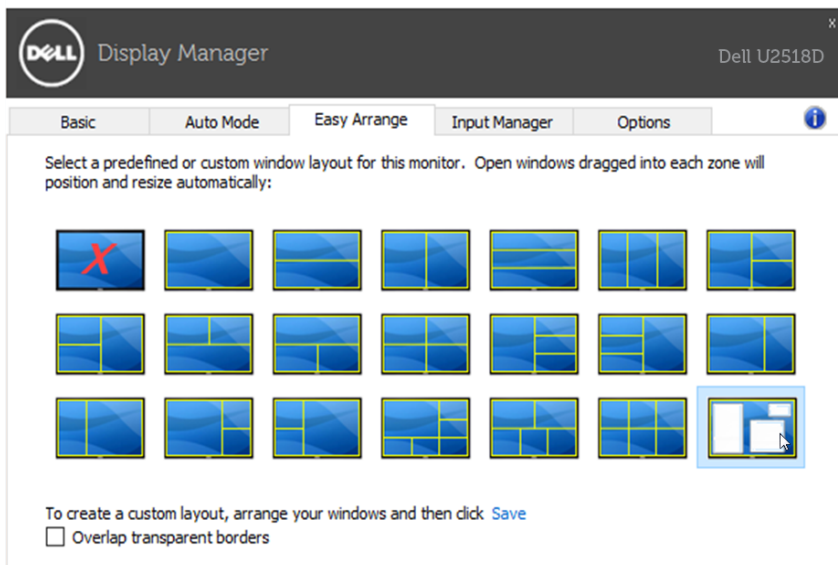 x
DELL Display Manager
Dell U2518D
Basic Auto Mode Easy Arrange Input Manager Options i
Select a predefined or custom window layout for this monitor. Open windows dragged into each zone will
position and resize automatically:
X
To create a custom layout, arrange your windows and then click Save
Overlap transparent borders